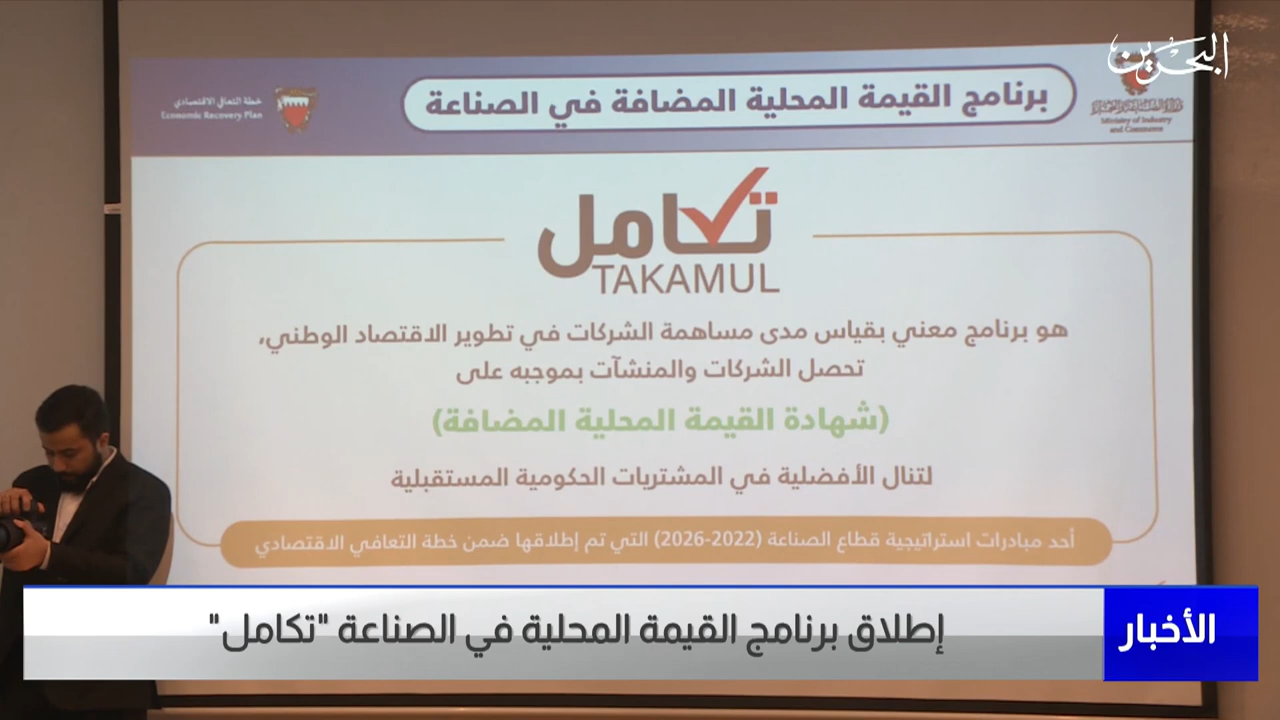 البحرين
برنامج القيمة المحلية المضافة في الصناعة
خطة التعافي الاقتصادي
Economic Recovery Plan
Ministry of Industry
and Commerce
تكامل
TAKAMUL
هو برنامج معني بقياس مدى مساهمة الشركات في تطوير الاقتصاد الوطني،
تحصل الشركات والمنشآت بموجبه على
(شهادة القيمة المحلية المضافة)
لتنال الأفضلية في المشتريات الحكومية المستقبلية
أحد مبادرات استراتيجية قطاع الصناعة (2022-2026) التي تم إطلاقها ضمن خطة التعافي الاقتصادي
الأخبار
إطلاق برنامج القيمة المحلية في الصناعة "تكامل"